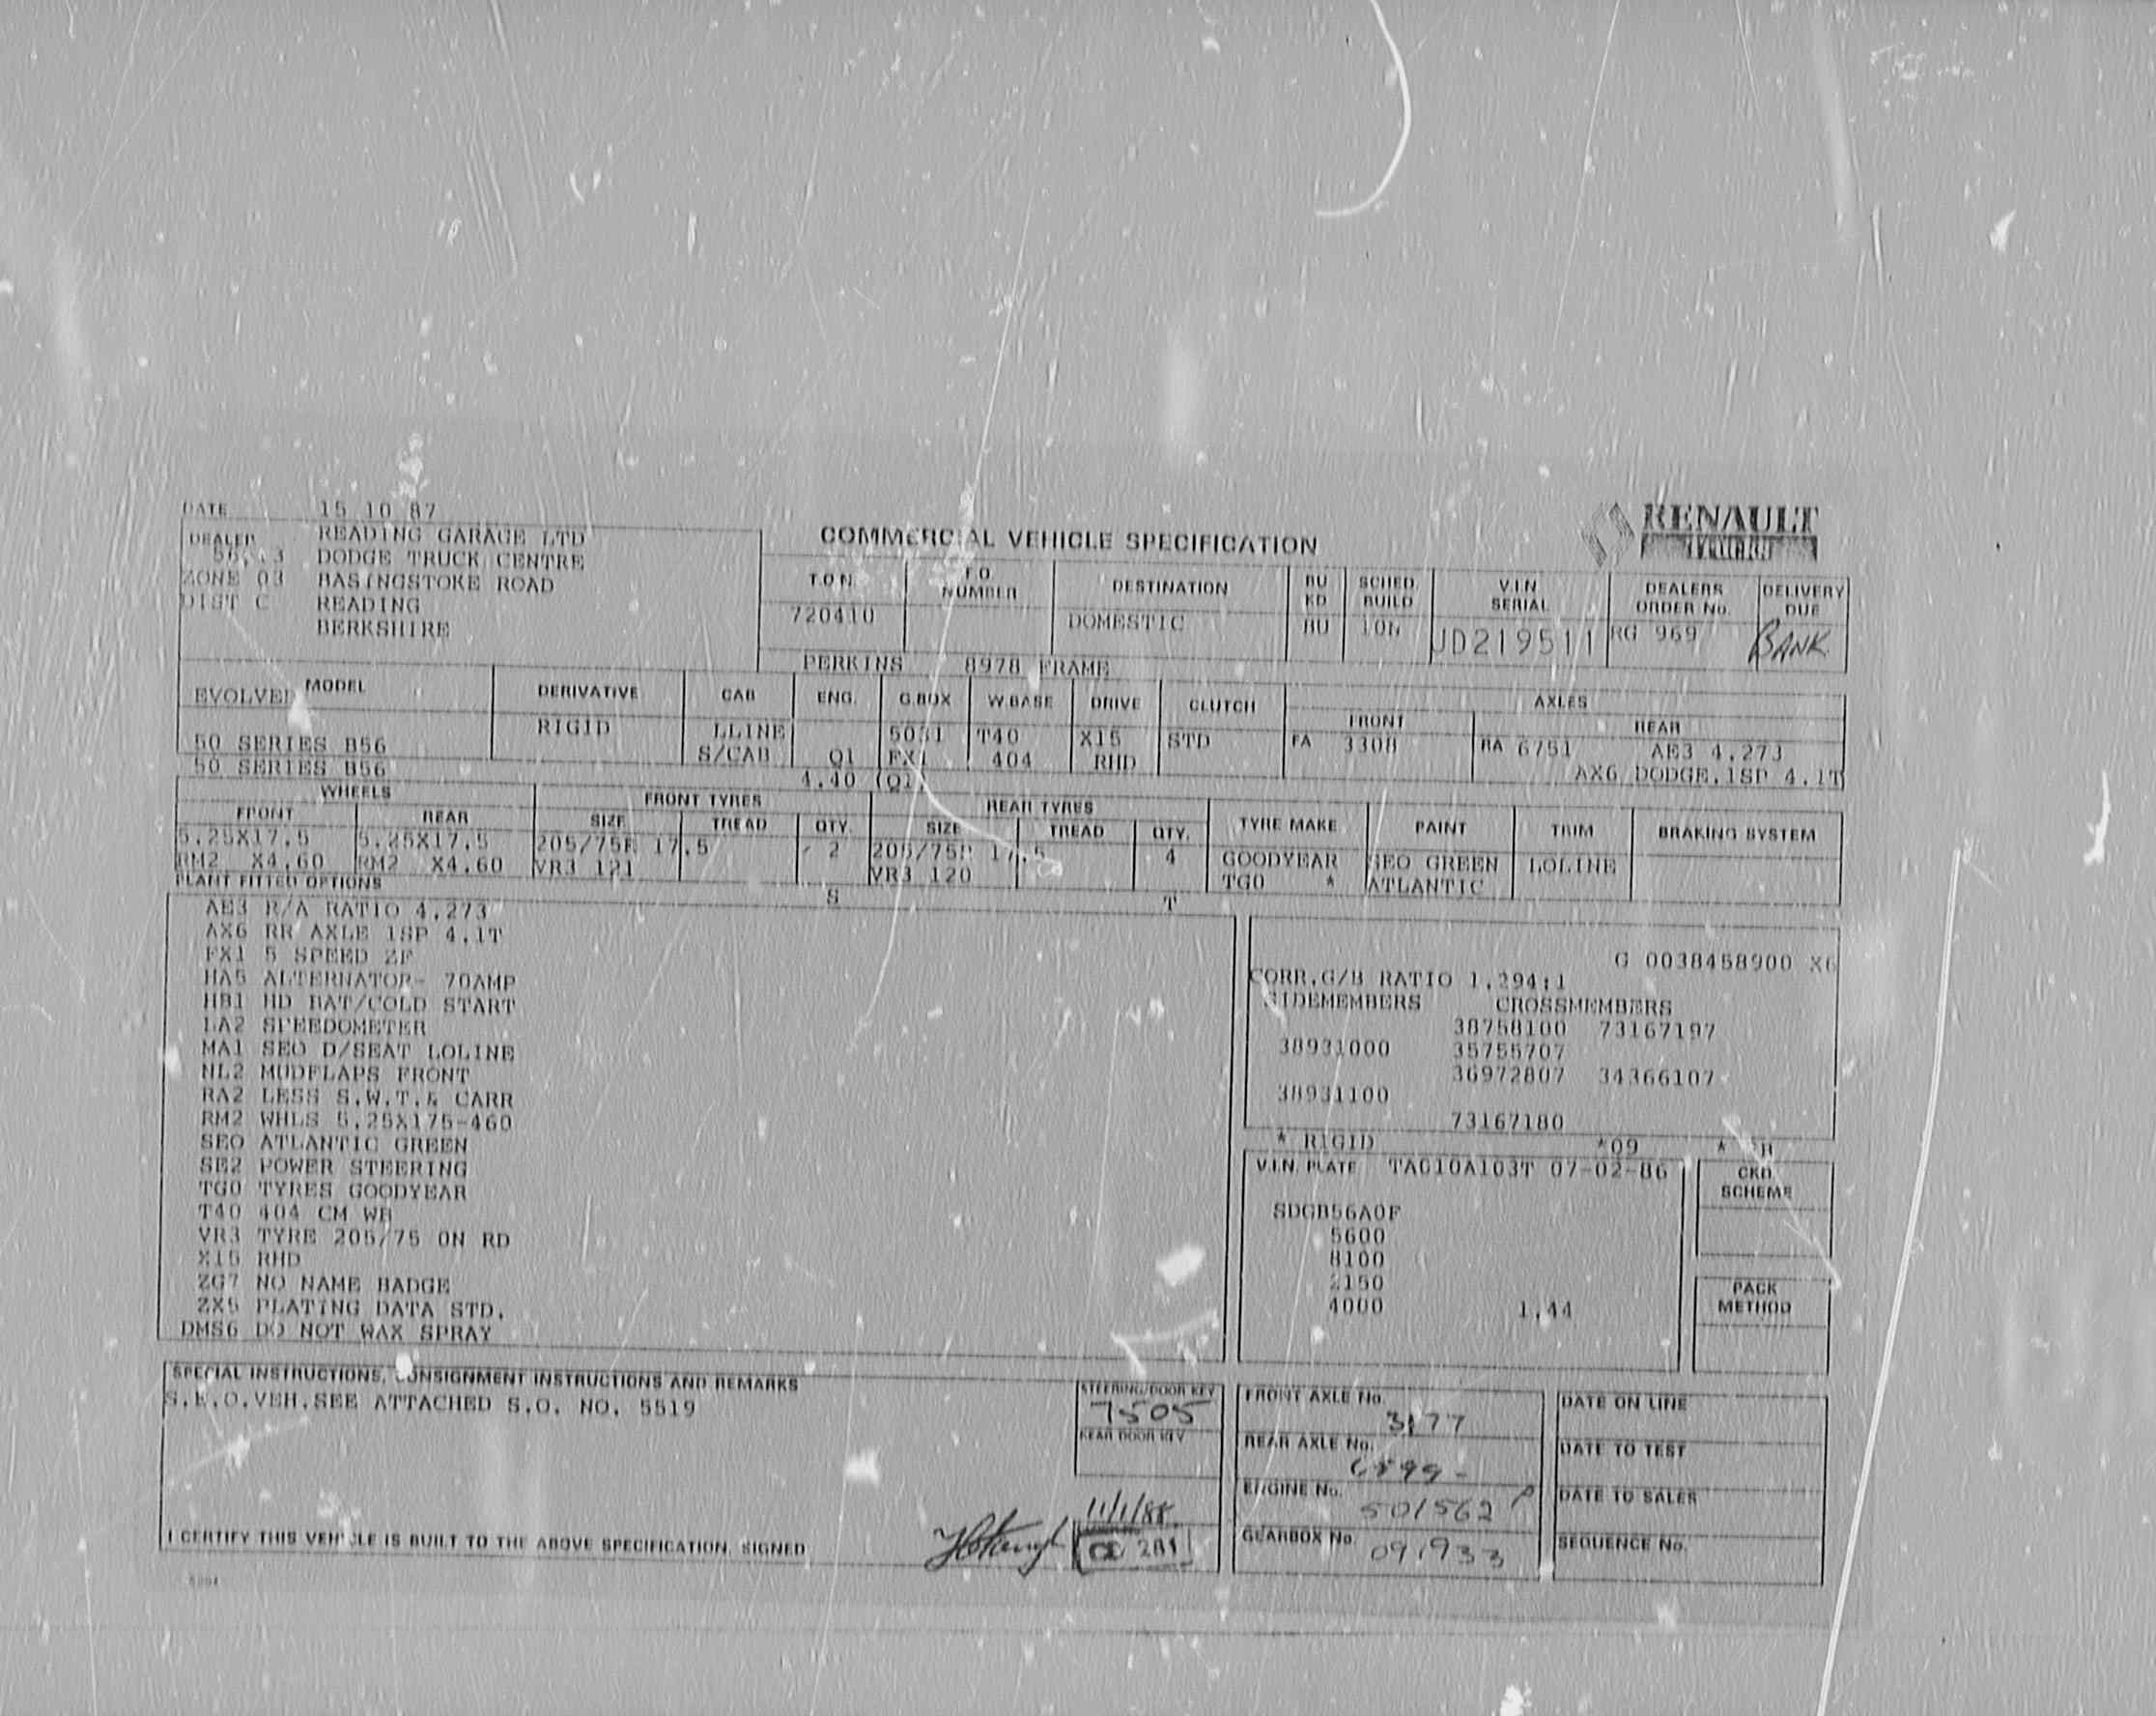 DATE 15 10 87
DEALER READING GARAGE LTD
DODGE TRUCK CENTRE
ZONE 03 BASINGSTOKE ROAD
DIST C READING
BERKSHIRE
COMMERCIAL VEHICLE SPECIFICATION
RENAULT
T.O.N. F.O. NUMBER DESTINATION BU KD SCHED. BUILD V.I.N SERIAL DEALERS ORDER No. DELIVERY DUE
720410 DOMESTIC BU 10N JD219511 RG 969 BANK
PERKINS 8978 FRAME
MODEL DERIVATIVE CAB ENG. G.BOX W.BASE DRIVE CLUTCH AXLES
FRONT REAR
EVOLVED
50 SERIES B56 RIGID LLINE T40 X15 STD FA 3308 RA 6751 AE3 4.273
50 SERIES B56 S/CAB Q1 FX1 404 RHD AX6 DODGE.1SP 4.1T
4.40 (Q1)
WHEELS FRONT TYRES REAR TYRES
FRONT REAR SIZE TREAD QTY. SIZE TREAD QTY. TYRE MAKE PAINT TRIM BRAKING SYSTEM
5.25X17.5 5.25X17.5 205/75R 17.5 2 205/75R 17.5 4 GOODYEAR SEO GREEN LOLINE
RM2 X4.60 RM2 X4.60 VR3 121 VR3 120 TG0 * ATLANTIC
PLANT FITTED OPTIONS
S T
AE3 R/A RATIO 4.273
AX6 RR AXLE 1SP 4.1T
FX1 5 SPEED ZF
HA5 ALTERNATOR- 70AMP
HB1 HD BAT/COLD START
LA2 SPEEDOMETER
MA1 SEO D/SEAT LOLINE
NL2 MUDFLAPS FRONT
RA2 LESS S.W.T.& CARR
RM2 WHLS 5.25X175-460
SEO ATLANTIC GREEN
SE2 POWER STEERING
TG0 TYRES GOODYEAR
T40 404 CM WB
VR3 TYRE 205/75 ON RD
X15 RHD
ZG7 NO NAME BADGE
ZX5 PLATING DATA STD.
DMS6 DO NOT WAX SPRAY
G 0038458900 X6
CORR.G/B RATIO 1.294:1
SIDEMEMBERS CROSSMEMBERS
38758100 73167197
38931000 35755707
36972807 34366107
38931100
73167180
* RIGID *09 * H
V.I.N. PLATE TA010A103T 07-02-86
SDGB56A0F
5600
8100
2150
4000 1.44
CKD. SCHEME
PACK METHOD
SPECIAL INSTRUCTIONS, CONSIGNMENT INSTRUCTIONS AND REMARKS
S.E.O.VEH.SEE ATTACHED S.O. NO. 5519
STEERING/DOOR KEY
7505
REAR DOOR KEY
11/1/88
281
I CERTIFY THIS VEHICLE IS BUILT TO THE ABOVE SPECIFICATION. SIGNED
FRONT AXLE No. 3177
REAR AXLE No.
ENGINE No. 501562 P
GEARBOX No. 091933
DATE ON LINE
DATE TO TEST
DATE TO SALES
SEQUENCE No.